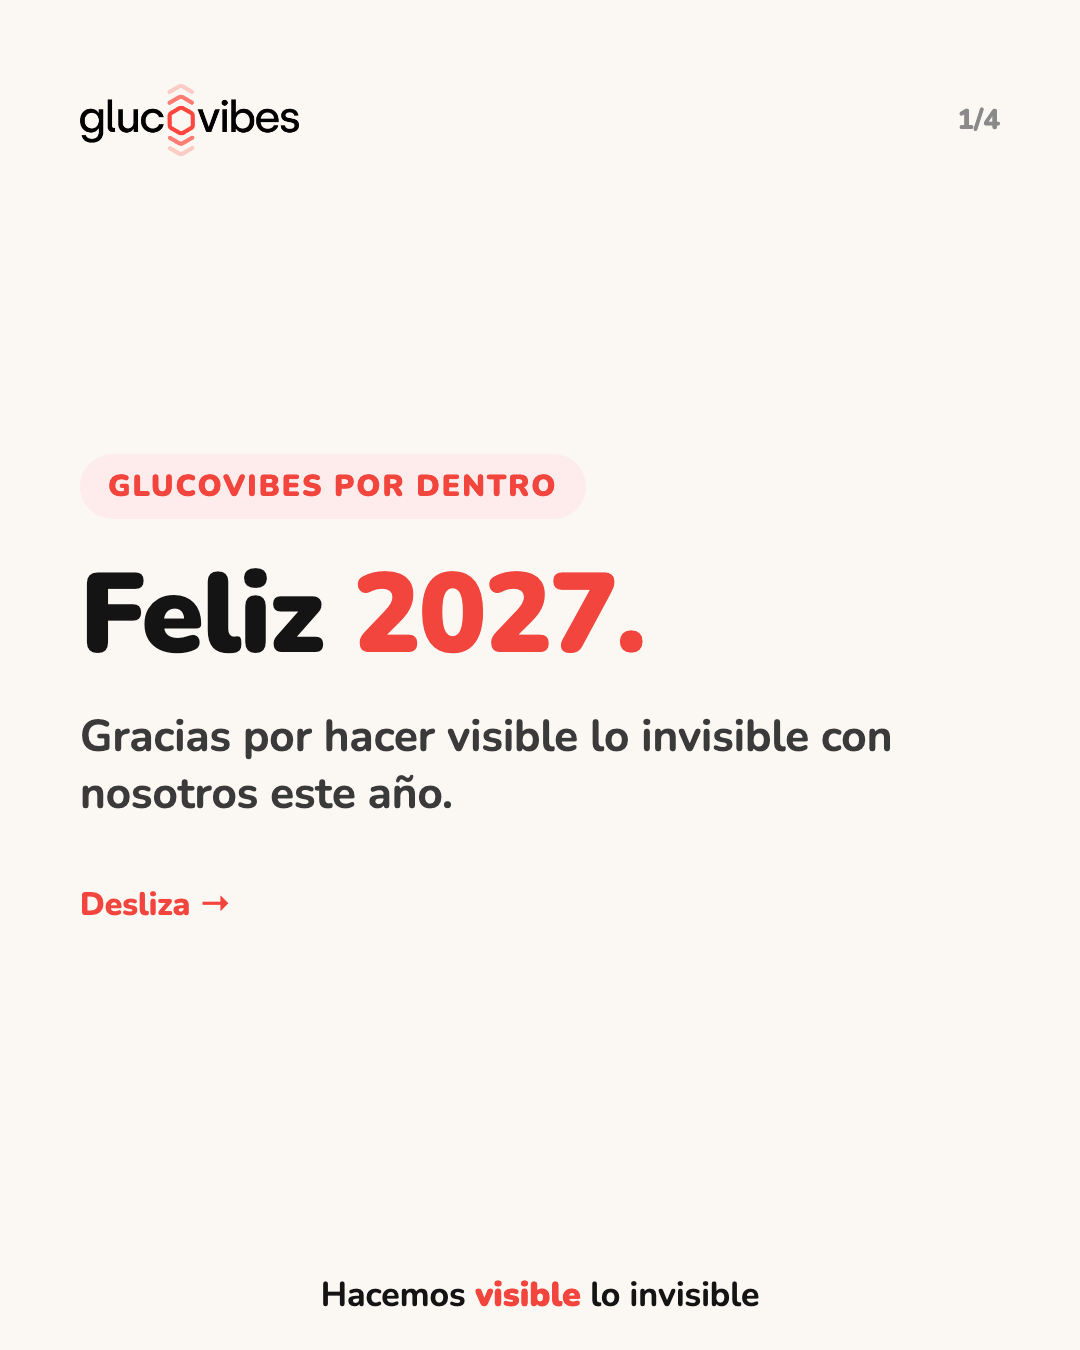 glucovibes
1/4
GLUCOVIBES POR DENTRO
Feliz 2027.
Gracias por hacer visible lo invisible con
nosotros este año.
Desliza →
Hacemos visible lo invisible